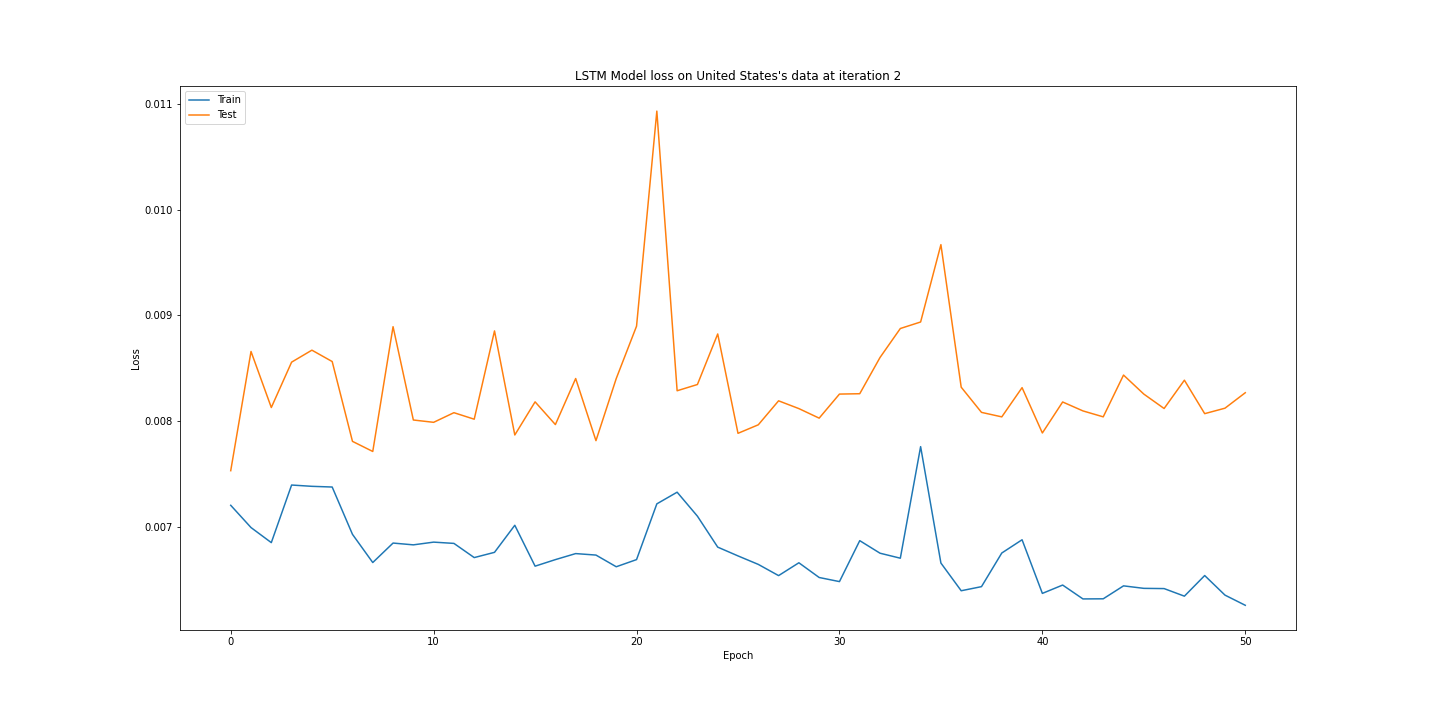 LSTM Model loss on United States's data at iteration 2
Train
Test
0.011
0.010
0.009
0.008
0.007
Loss
0 10 20 30 40 50
Epoch